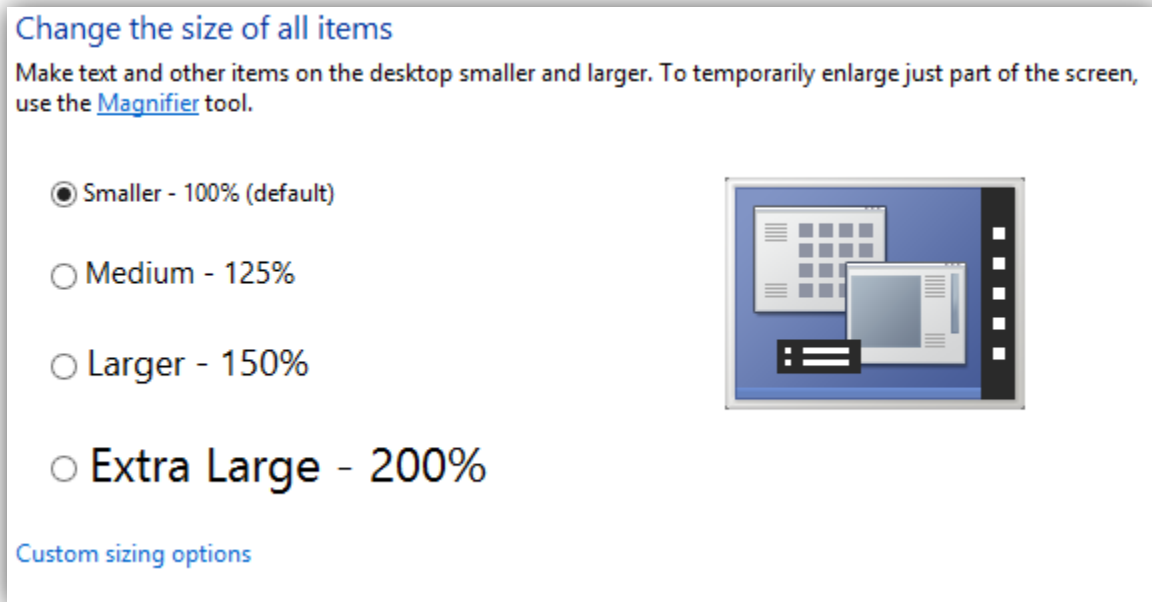 Change the size of all items
Make text and other items on the desktop smaller and larger. To temporarily enlarge just part of the screen,
use the Magnifier tool.
Smaller - 100% (default)
Medium - 125%
Larger - 150%
Extra Large - 200%
Custom sizing options